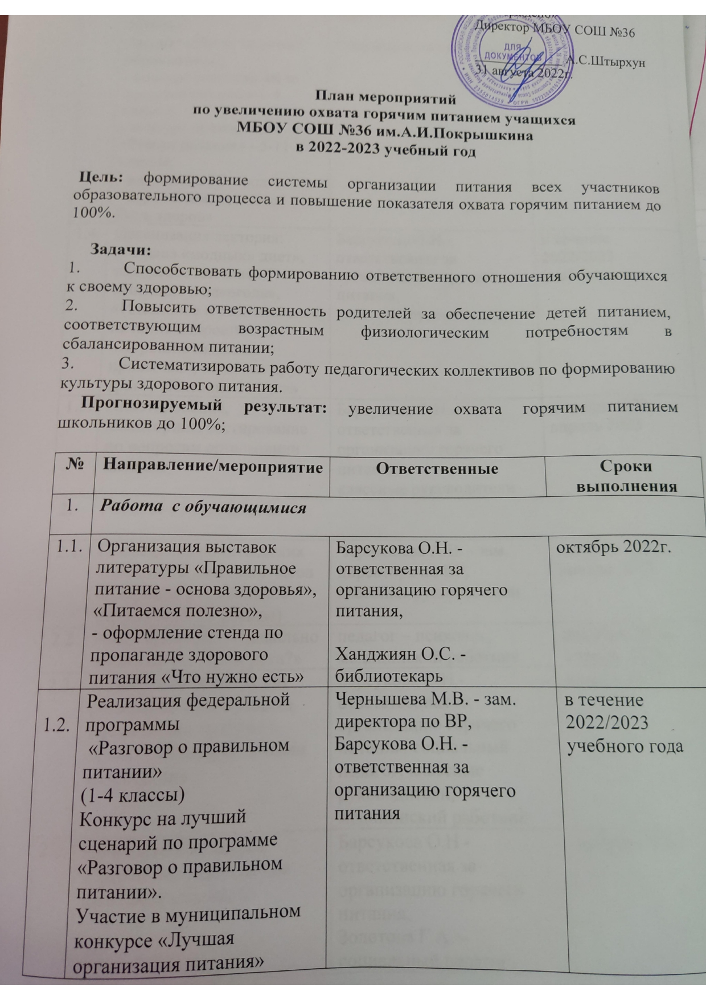 Директор МБОУ СОШ №36
ДЛЯ
ДОКУМЕНТОВ
А.С.Штырхун
31 августа 2022г.
План мероприятий
по увеличению охвата горячим питанием учащихся
МБОУ СОШ №36 им.А.И.Покрышкина
в 2022-2023 учебный год
Цель: формирование системы организации питания всех участников
образовательного процесса и повышение показателя охвата горячим питанием до
100%.
Задачи:
1. Способствовать формированию ответственного отношения обучающихся
к своему здоровью;
2. Повысить ответственность родителей за обеспечение детей питанием,
соответствующим возрастным физиологическим потребностям в
сбалансированном питании;
3. Систематизировать работу педагогических коллективов по формированию
культуры здорового питания.
Прогнозируемый результат: увеличение охвата горячим питанием
школьников до 100%;
№ Направление/мероприятие Ответственные Сроки
выполнения
1. Работа с обучающимися
1.1. Организация выставок
литературы «Правильное
питание - основа здоровья»,
«Питаемся полезно»,
- оформление стенда по
пропаганде здорового
питания «Что нужно есть»
Барсукова О.Н. -
ответственная за
организацию горячего
питания,
Ханджиян О.С. -
библиотекарь
октябрь 2022г.
1.2.
Реализация федеральной
программы
«Разговор о правильном
питании»
(1-4 классы)
Конкурс на лучший
сценарий по программе
«Разговор о правильном
питании».
Участие в муниципальном
конкурсе «Лучшая
организация питания»
Чернышева М.В. - зам.
директора по ВР,
Барсукова О.Н. -
ответственная за
организацию горячего
питания
в течение
2022/2023
учебного года